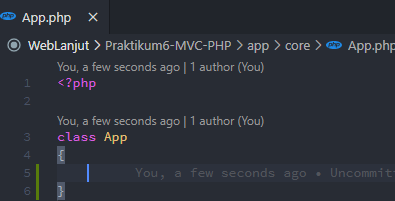 App.php ×
WebLanjut > Praktikum6-MVC-PHP > app > core > App.php
You, a few seconds ago | 1 author (You)
1 <?php
2
You, a few seconds ago | 1 author (You)
3 class App
4 {
5 You, a few seconds ago • Uncommitt
6 }